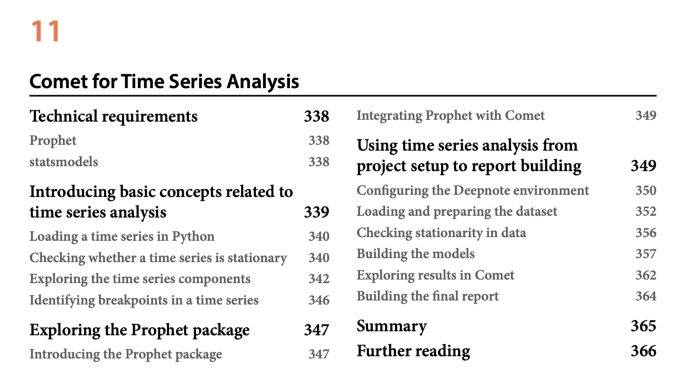 11
Comet for Time Series Analysis
Technical requirements 338
Prophet 338
statsmodels 338
Introducing basic concepts related to
time series analysis 339
Loading a time series in Python 340
Checking whether a time series is stationary 340
Exploring the time series components 342
Identifying breakpoints in a time series 346
Exploring the Prophet package 347
Introducing the Prophet package 347
Integrating Prophet with Comet 349
Using time series analysis from
project setup to report building 349
Configuring the Deepnote environment 350
Loading and preparing the dataset 352
Checking stationarity in data 356
Building the models 357
Exploring results in Comet 362
Building the final report 364
Summary 365
Further reading 366